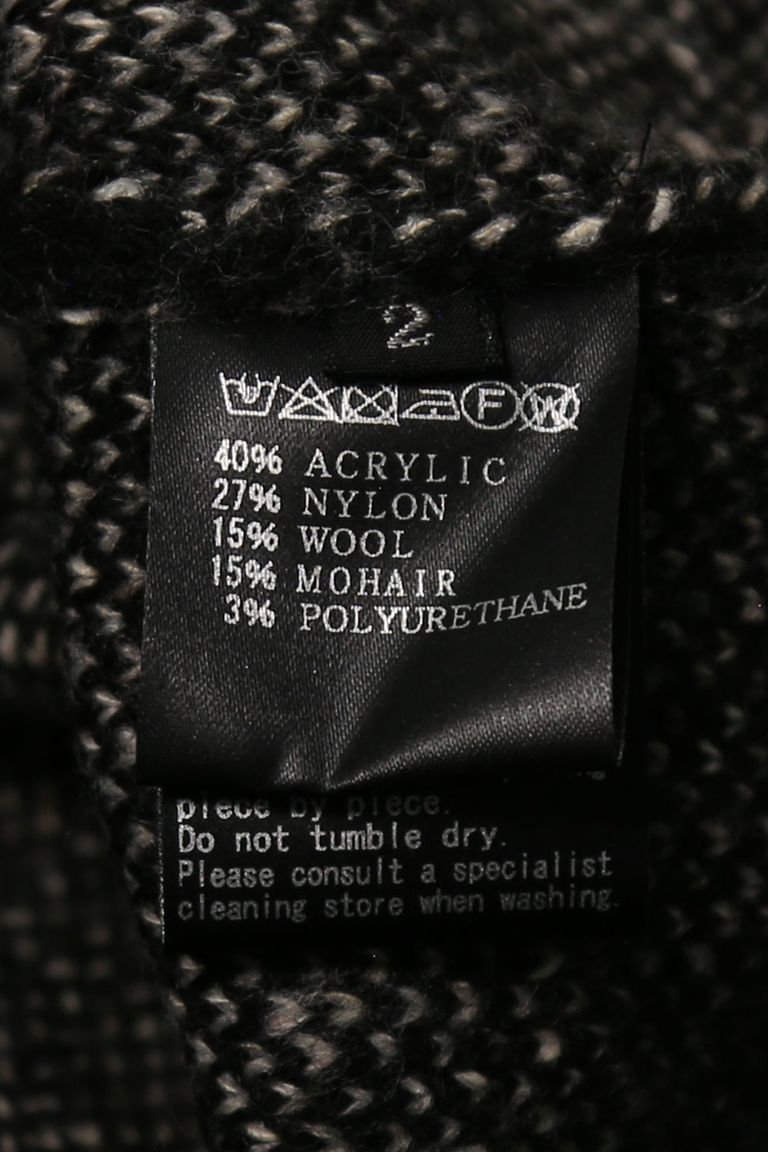 2
F W
40% ACRYLIC
27% NYLON
15% WOOL
15% MOHAIR
3% POLYURETHANE
piece by piece.
Do not tumble dry.
Please consult a specialist
cleaning store when washing.